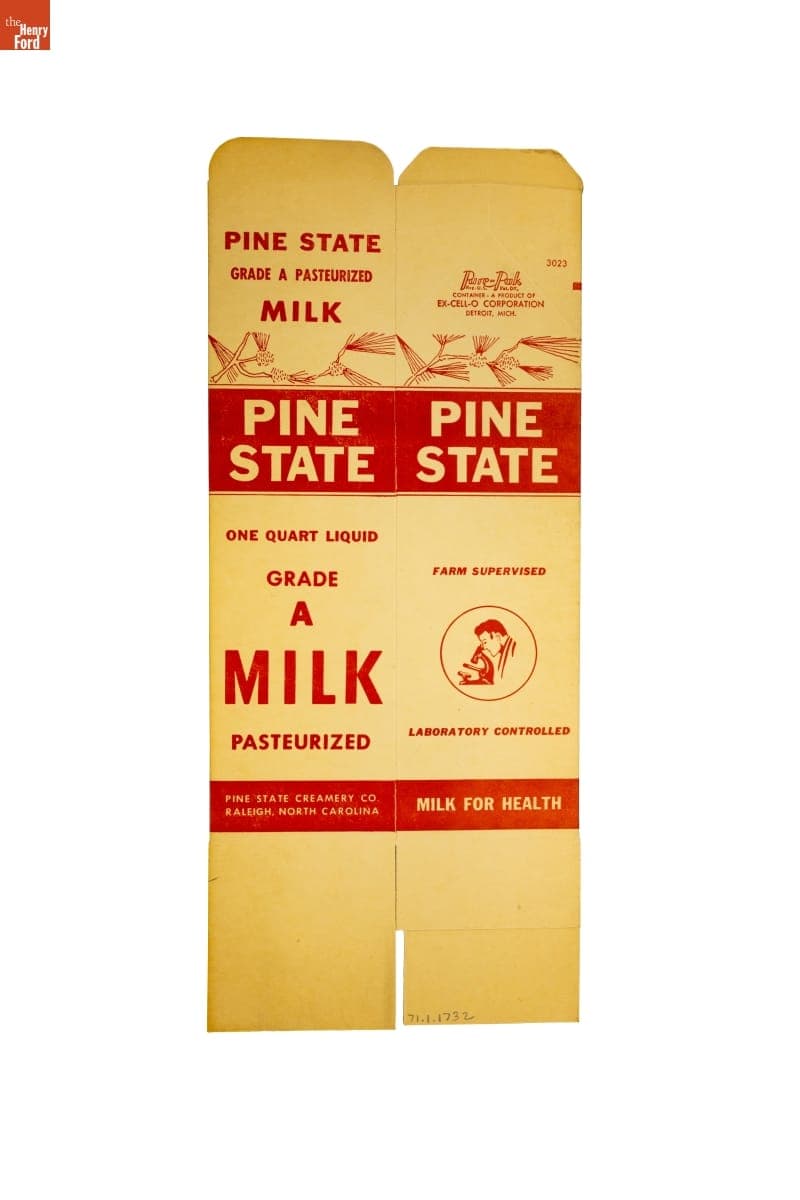 the
Henry
Ford
PINE STATE
GRADE A PASTEURIZED
MILK
PINE
STATE
ONE QUART LIQUID
GRADE
A
MILK
PASTEURIZED
PINE STATE CREAMERY CO.
RALEIGH, NORTH CAROLINA
3023
Pure-Pak
CONTAINER - A PRODUCT OF
EX-CELL-O CORPORATION
DETROIT, MICH.
PINE
STATE
FARM SUPERVISED
LABORATORY CONTROLLED
MILK FOR HEALTH
71.1.1732